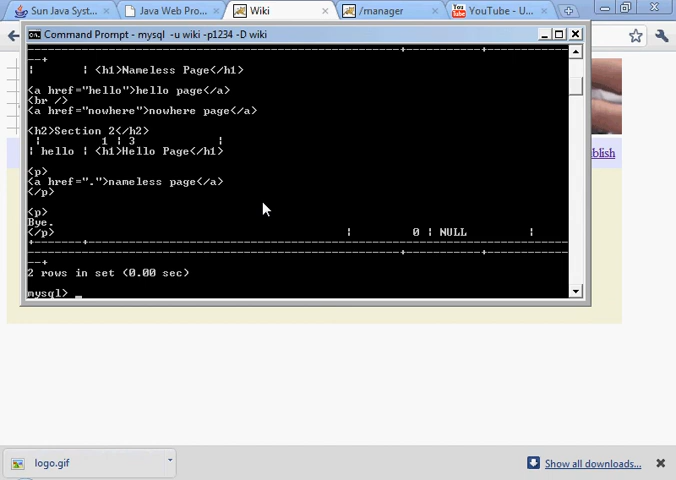 Sun Java Syst...
Java Web Pro...
Wiki
/manager
YouTube - U...
Command Prompt - mysql -u wiki -p1234 -D wiki
--------------------------------------------------------+------------------------
--+
|       | <h1>Nameless Page</h1>
<a href="hello">hello page</a>
<br />
<a href="nowhere">nowhere page</a>
<h2>Section 2</h2>
 |         1 | 3             |
| hello | <h1>Hello Page</h1>
<p>
<a href=".">nameless page</a>
</p>
<p>
Bye.
</p>                                            |         0 | NULL          |
+-------+------------------------------------------------------------------------
--------------------------------------------------------+-----------+------------
--+
2 rows in set (0.00 sec)
mysql> _
blish
logo.gif
Show all downloads...